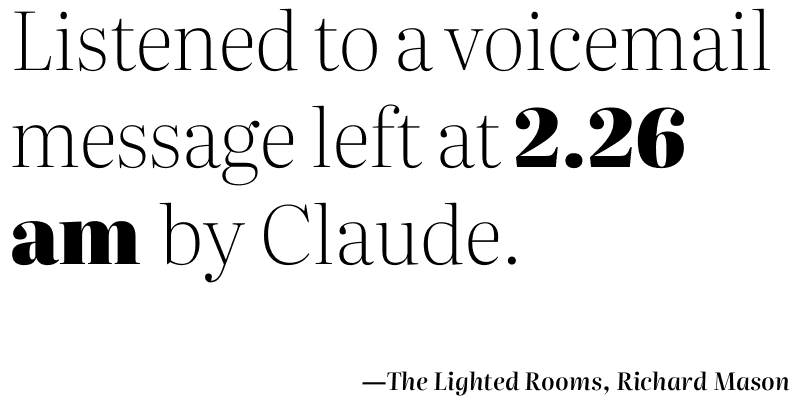 Listened to a voicemail
message left at 2.26
am by Claude.
—The Lighted Rooms, Richard Mason